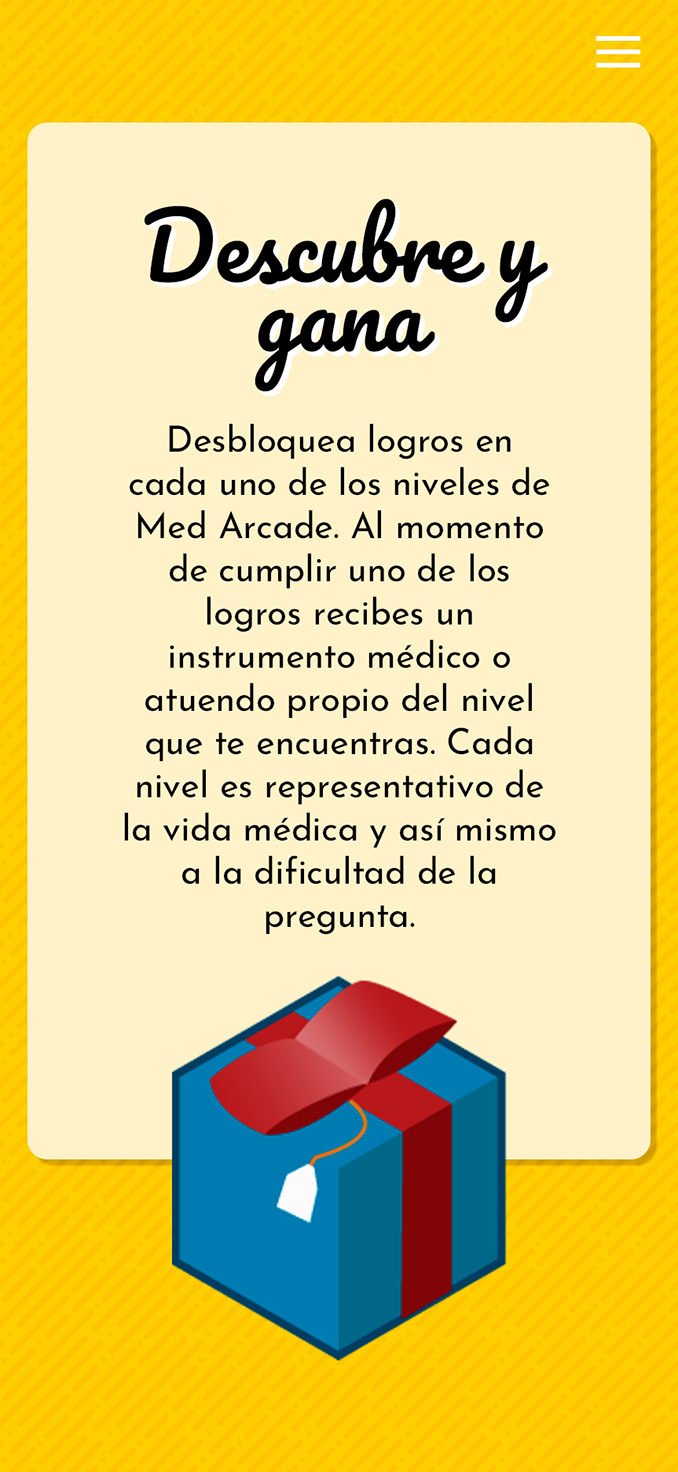 Descubre y
gana
Desbloquea logros en
cada uno de los niveles de
Med Arcade. Al momento
de cumplir uno de los
logros recibes un
instrumento médico o
atuendo propio del nivel
que te encuentras. Cada
nivel es representativo de
la vida médica y así mismo
a la dificultad de la
pregunta.